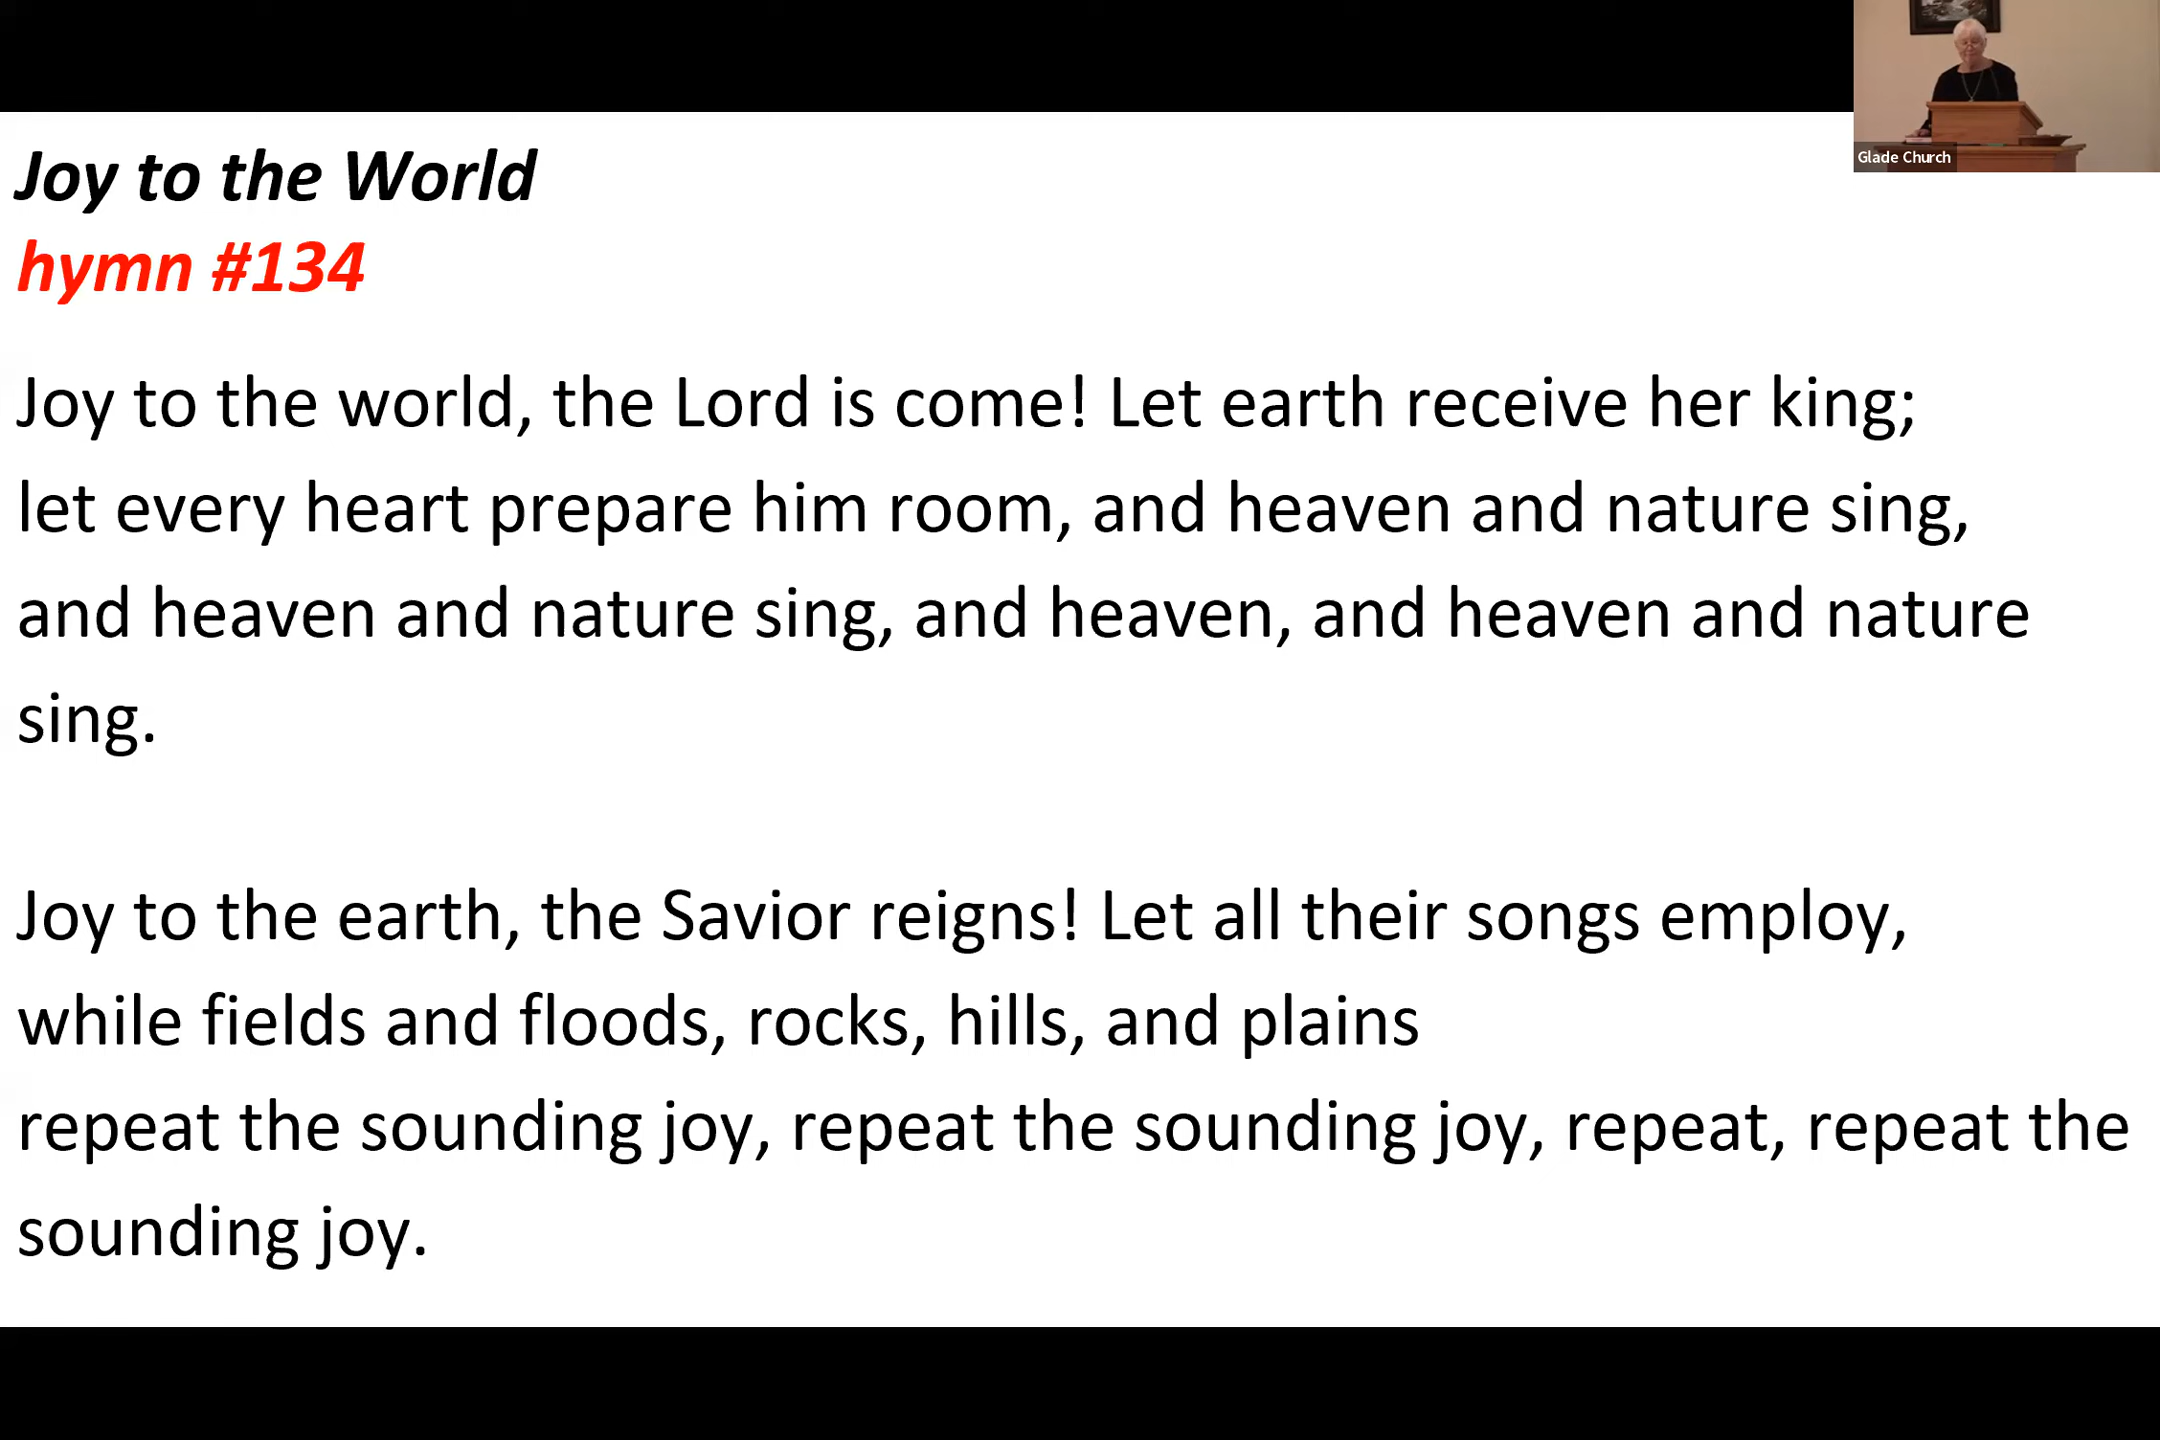 Glade Church
Joy to the World
hymn #134
Joy to the world, the Lord is come! Let earth receive her king;
let every heart prepare him room, and heaven and nature sing,
and heaven and nature sing, and heaven, and heaven and nature
sing.
Joy to the earth, the Savior reigns! Let all their songs employ,
while fields and floods, rocks, hills, and plains
repeat the sounding joy, repeat the sounding joy, repeat, repeat the
sounding joy.